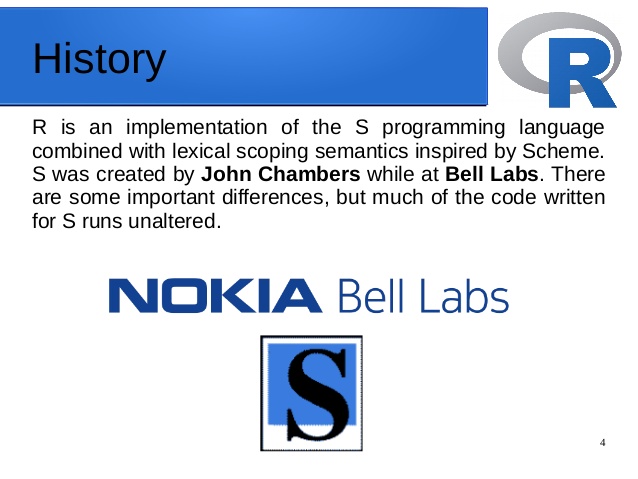 History
R
R is an implementation of the S programming language
combined with lexical scoping semantics inspired by Scheme.
S was created by John Chambers while at Bell Labs. There
are some important differences, but much of the code written
for S runs unaltered.
NOKIA Bell Labs
S
4